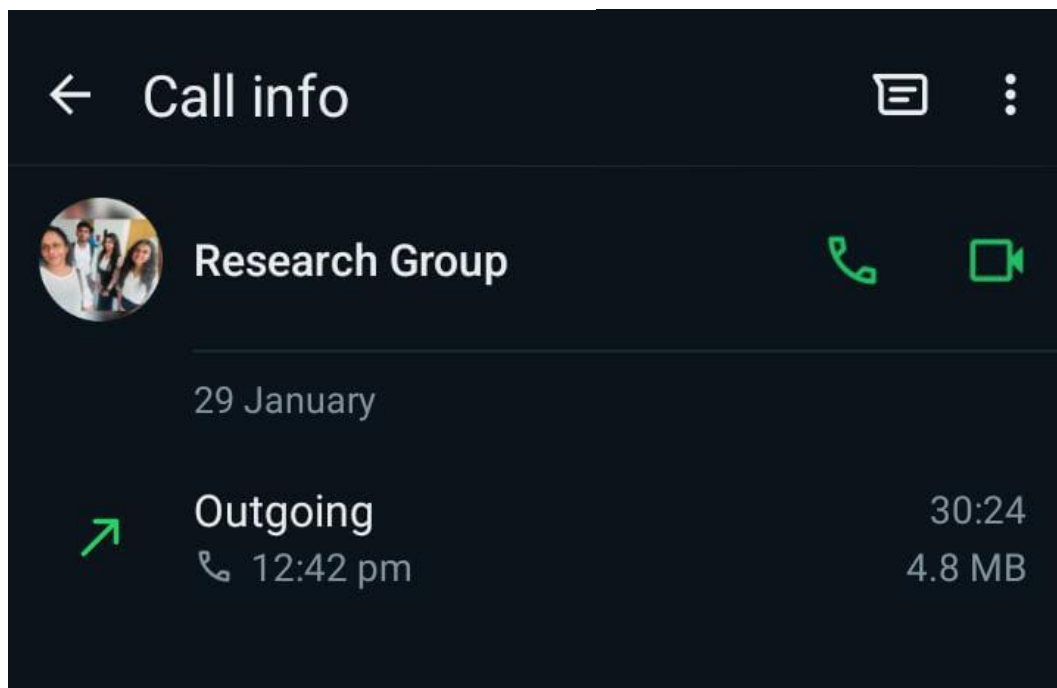 Call info
Research Group
29 January
Outgoing 30:24
12:42 pm 4.8 MB